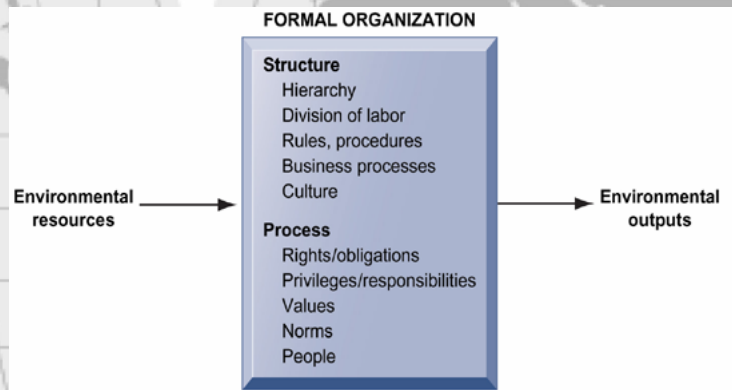 FORMAL ORGANIZATION
Structure
Hierarchy
Division of labor
Rules, procedures
Business processes
Culture
Environmental
resources
Environmental
outputs
Process
Rights/obligations
Privileges/responsibilities
Values
Norms
People